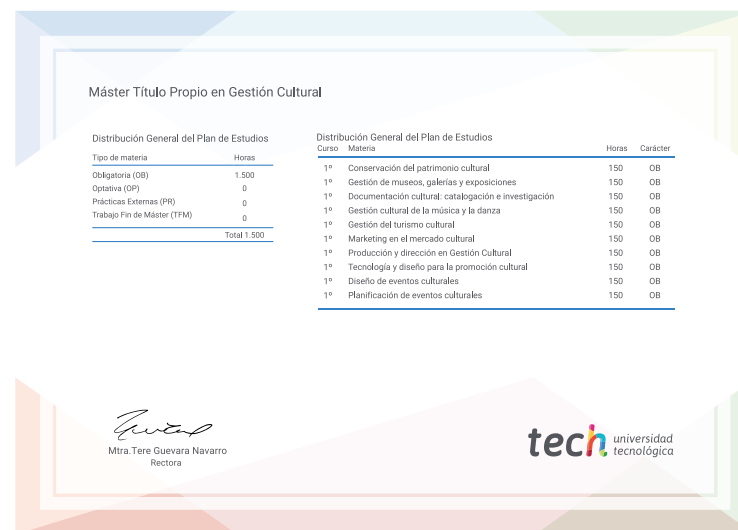 Máster Título Propio en Gestión Cultural
Distribución General del Plan de Estudios
Tipo de materia Horas
Obligatoria (OB) 1.500
Optativa (OP) 0
Prácticas Externas (PR) 0
Trabajo Fin de Máster (TFM) 0
Total 1.500
Distribución General del Plan de Estudios
Curso Materia Horas Carácter
1º Conservación del patrimonio cultural 150 OB
1º Gestión de museos, galerías y exposiciones 150 OB
1º Documentación cultural: catalogación e investigación 150 OB
1º Gestión cultural de la música y la danza 150 OB
1º Gestión del turismo cultural 150 OB
1º Marketing en el mercado cultural 150 OB
1º Producción y dirección en Gestión Cultural 150 OB
1º Tecnología y diseño para la promoción cultural 150 OB
1º Diseño de eventos culturales 150 OB
1º Planificación de eventos culturales 150 OB
Mtra.Tere Guevara Navarro
Rectora
tech universidad
tecnológica